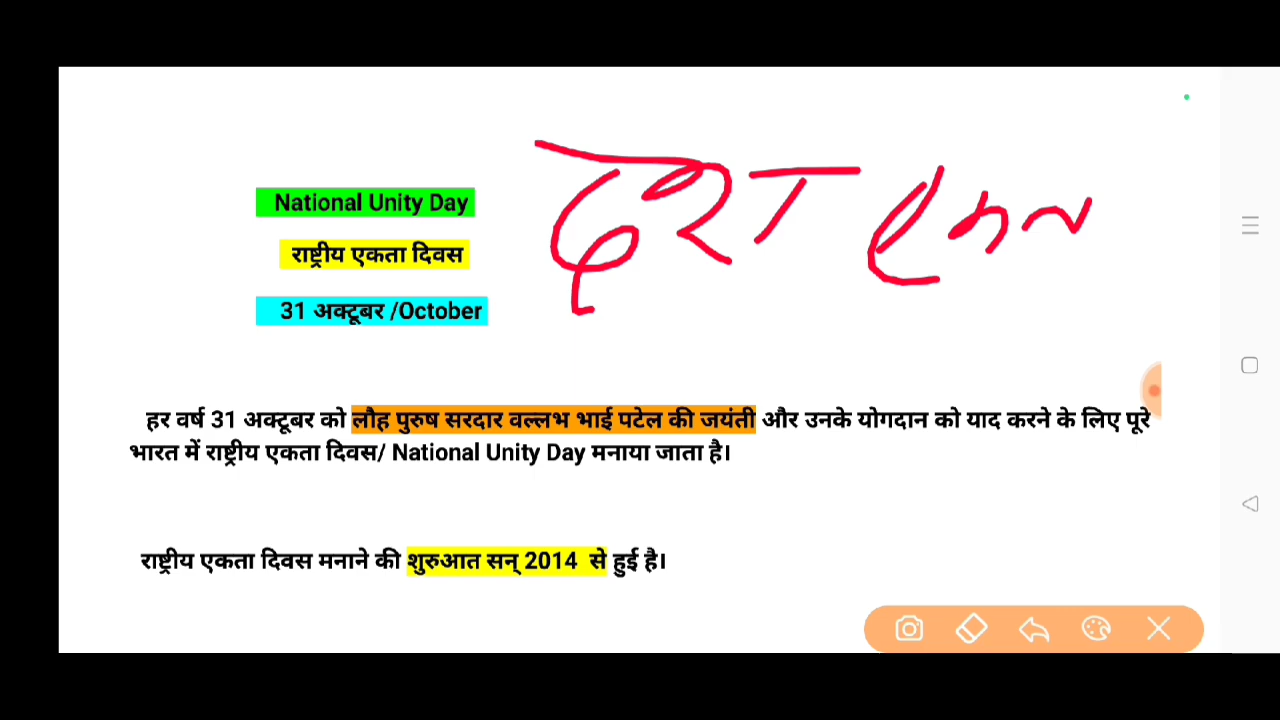 National Unity Day
राष्ट्रीय एकता दिवस
31 अक्टूबर /October
हर वर्ष 31 अक्टूबर को लौह पुरुष सरदार वल्लभ भाई पटेल की जयंती और उनके योगदान को याद करने के लिए पूरे
भारत में राष्ट्रीय एकता दिवस/ National Unity Day मनाया जाता है।
राष्ट्रीय एकता दिवस मनाने की शुरुआत सन् 2014 से हुई है।